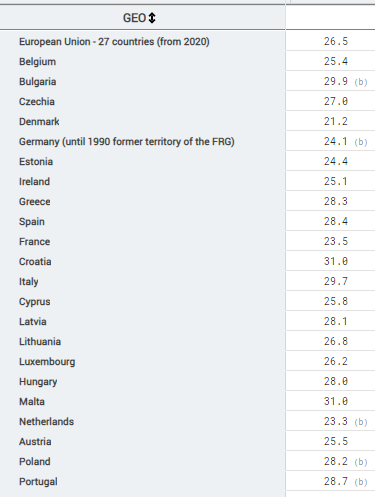 GEO
European Union - 27 countries (from 2020) 26.5
Belgium 25.4
Bulgaria 29.9 (b)
Czechia 27.0
Denmark 21.2
Germany (until 1990 former territory of the FRG) 24.1 (b)
Estonia 24.4
Ireland 25.1
Greece 28.3
Spain 28.4
France 23.5
Croatia 31.0
Italy 29.7
Cyprus 25.8
Latvia 28.1
Lithuania 26.8
Luxembourg 26.2
Hungary 28.0
Malta 31.0
Netherlands 23.3 (b)
Austria 25.5
Poland 28.2 (b)
Portugal 28.7 (b)